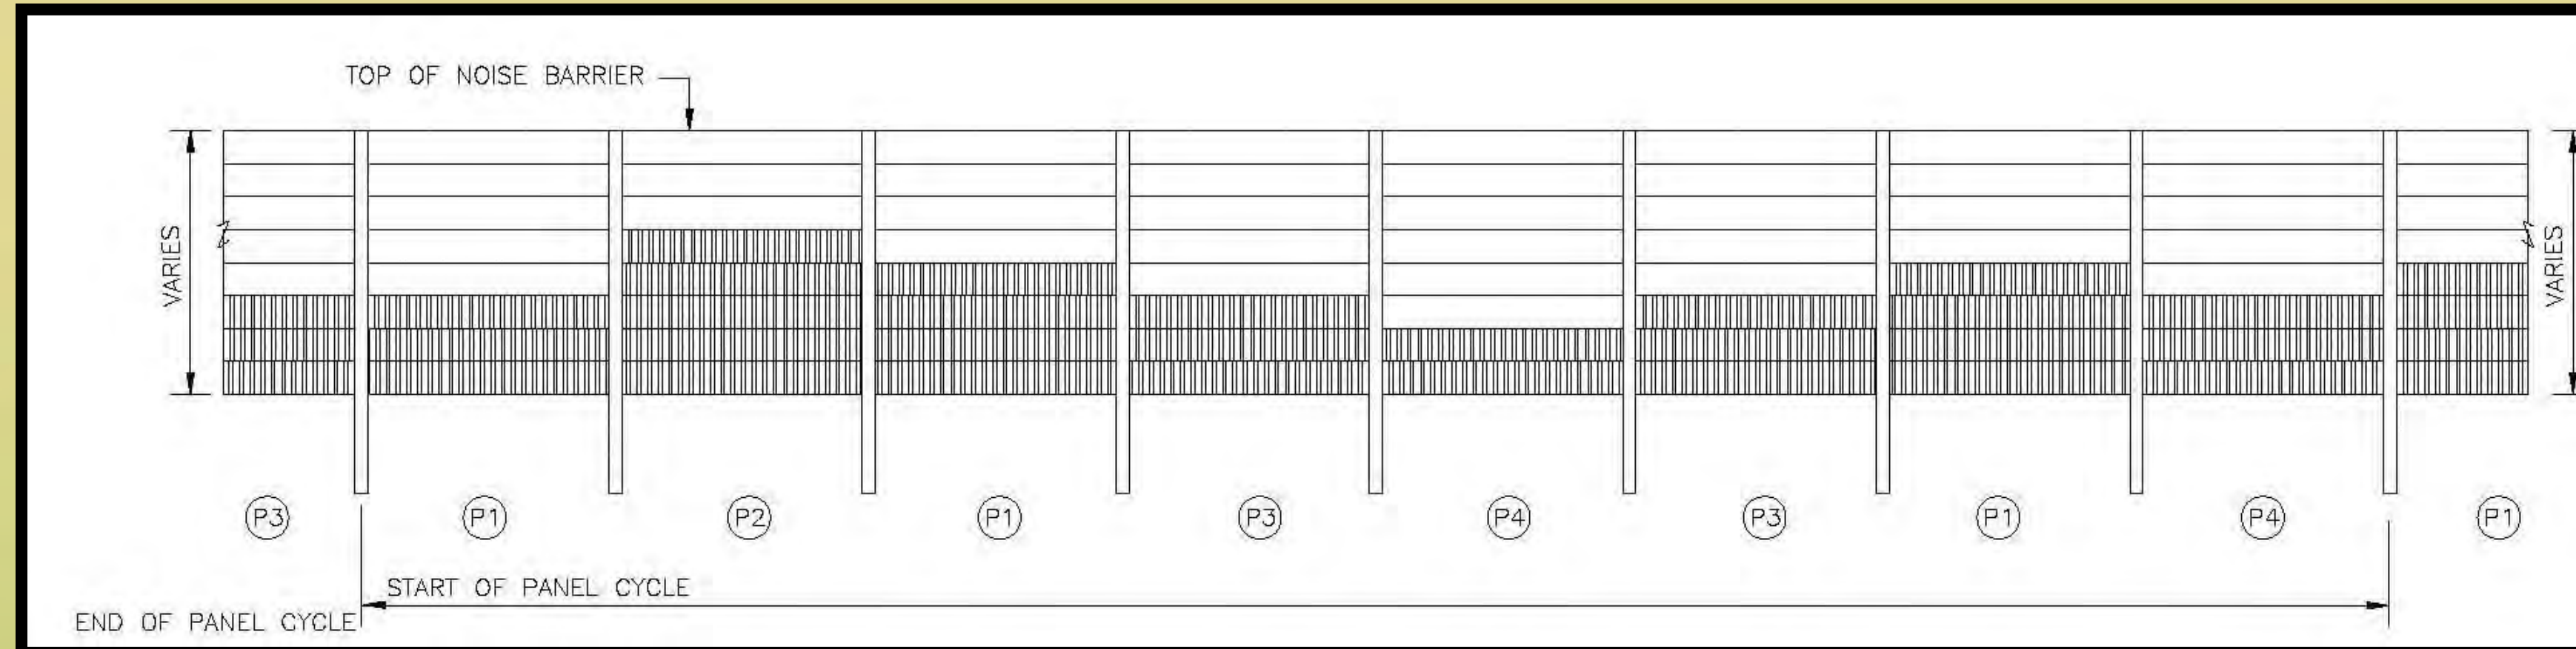 TOP OF NOISE BARRIER
VARIES
VARIES
P3
P1
P2
P1
P3
P4
P3
P1
P4
P1
START OF PANEL CYCLE
END OF PANEL CYCLE